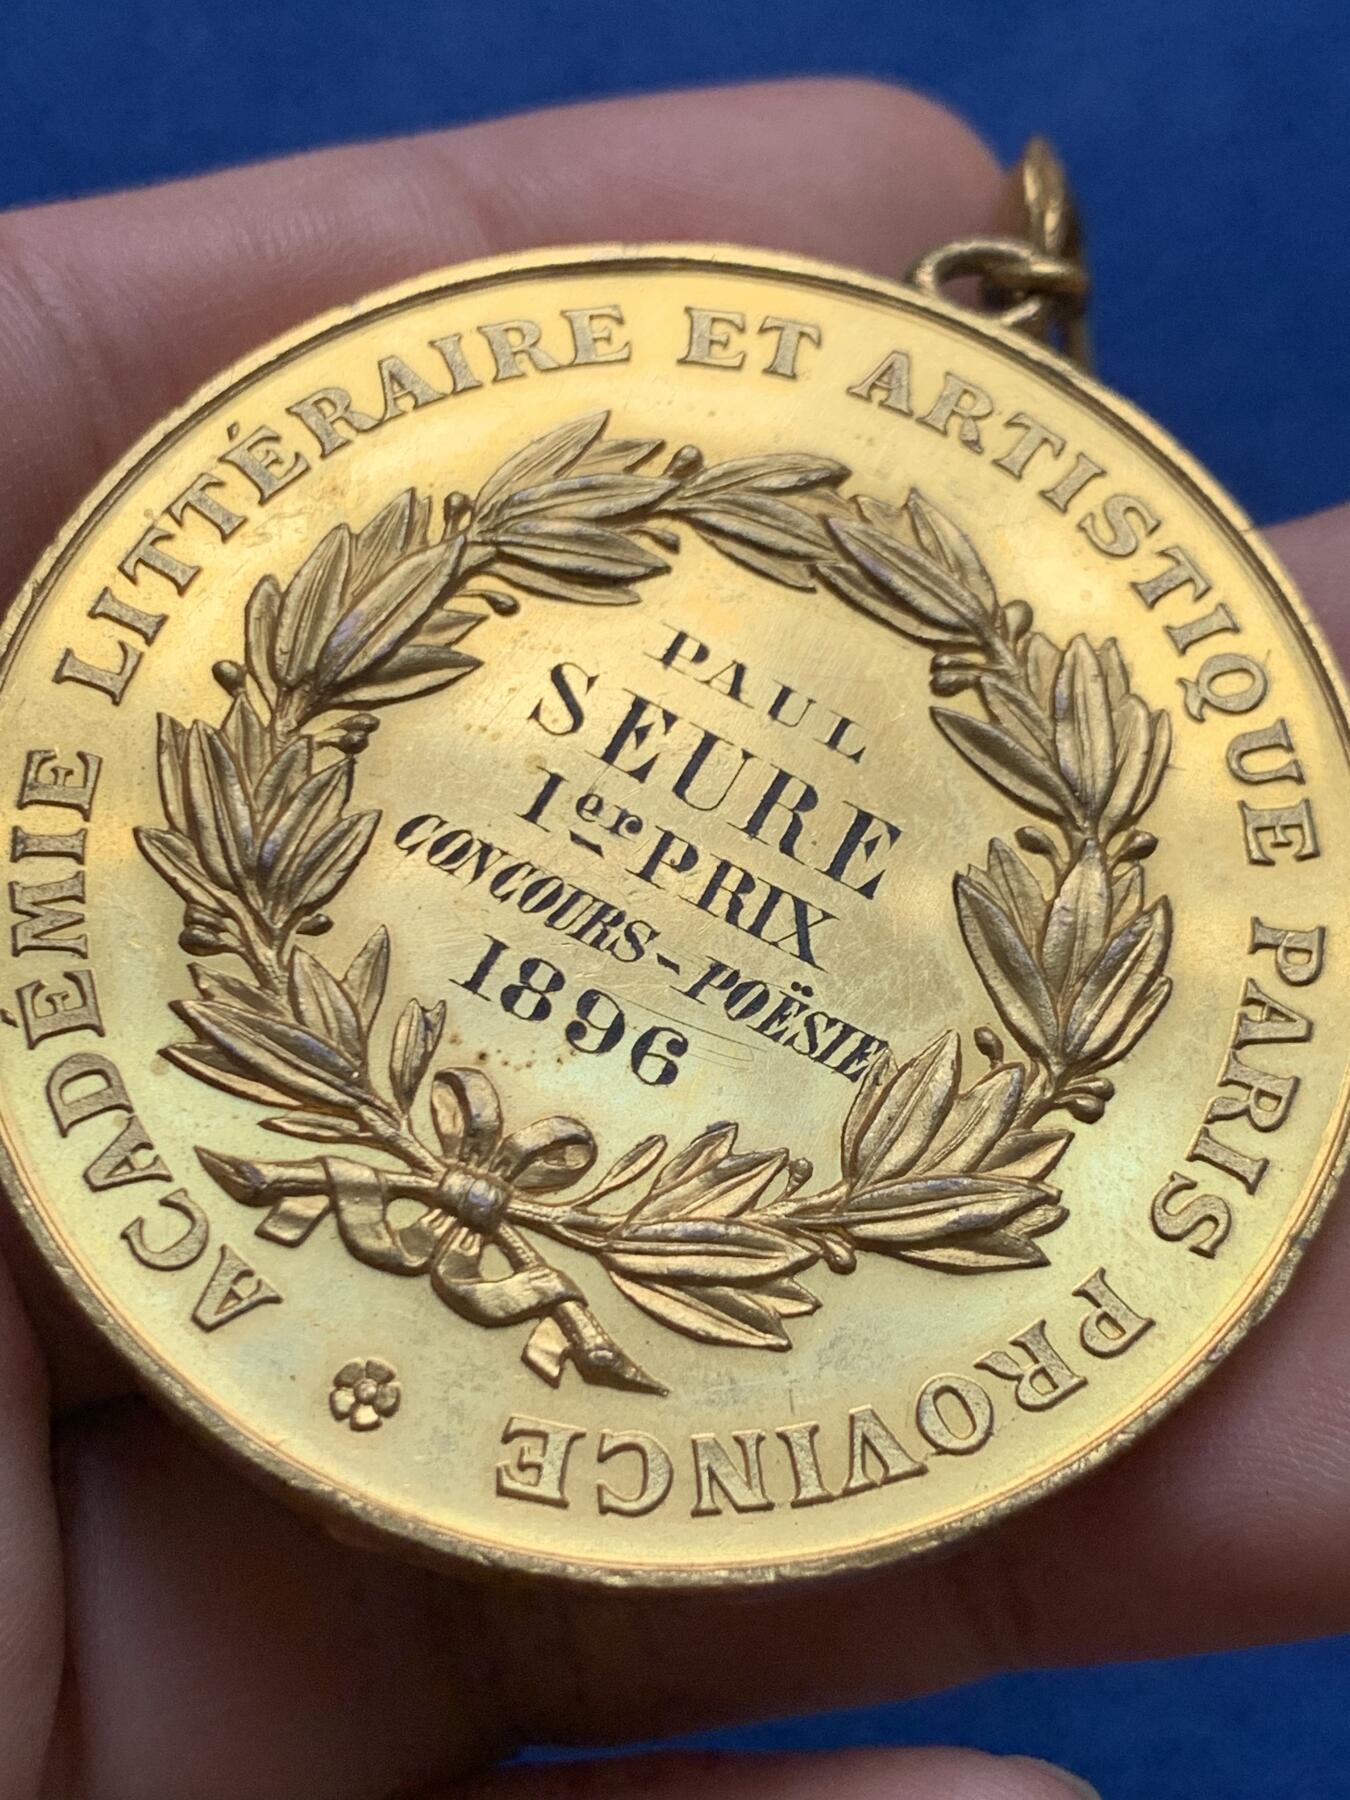 ACADÉMIE LITTÉRAIRE ET ARTISTIQUE PARIS PROVINCE
PAUL
SEURE
1er PRIX
CONCOURS-POËSIE
1896